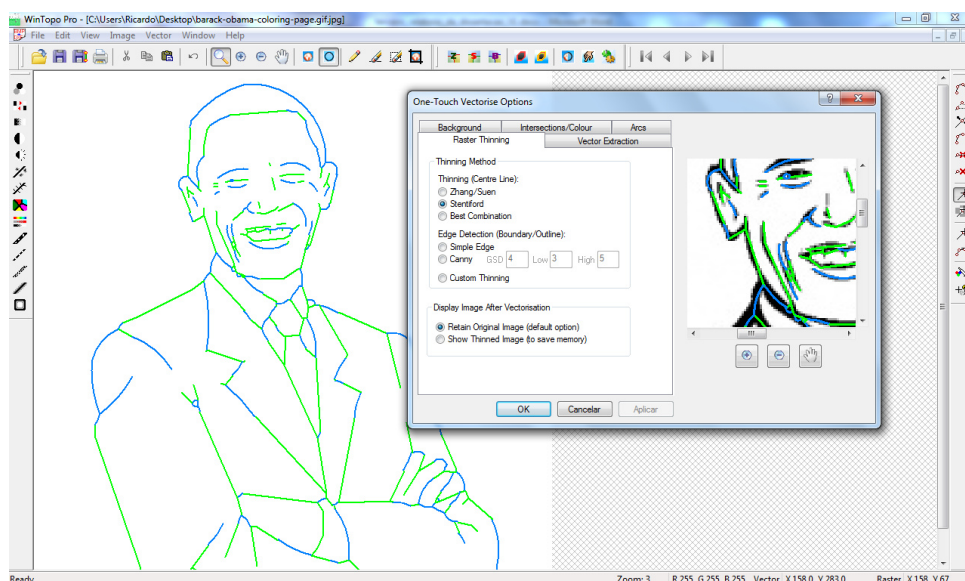 WinTopo Pro - [C:\Users\Ricardo\Desktop\barack-obama-coloring-page.gif.jpg]
File Edit View Image Vector Window Help
One-Touch Vectorise Options
Background Intersections/Colour Arcs
Raster Thinning Vector Extraction
Thinning Method
Thinning (Centre Line):
Zhang/Suen
Stentiford
Best Combination
Edge Detection (Boundary/Outline):
Simple Edge
Canny GSD 4 Low 3 High 5
Custom Thinning
Display Image After Vectorisation
Retain Original Image (default option)
Show Thinned Image (to save memory)
OK Cancelar Aplicar
Ready Zoom: 3 R 255, G 255, B 255 Vector X 158.0, Y 283.0 Raster X 158, Y 67